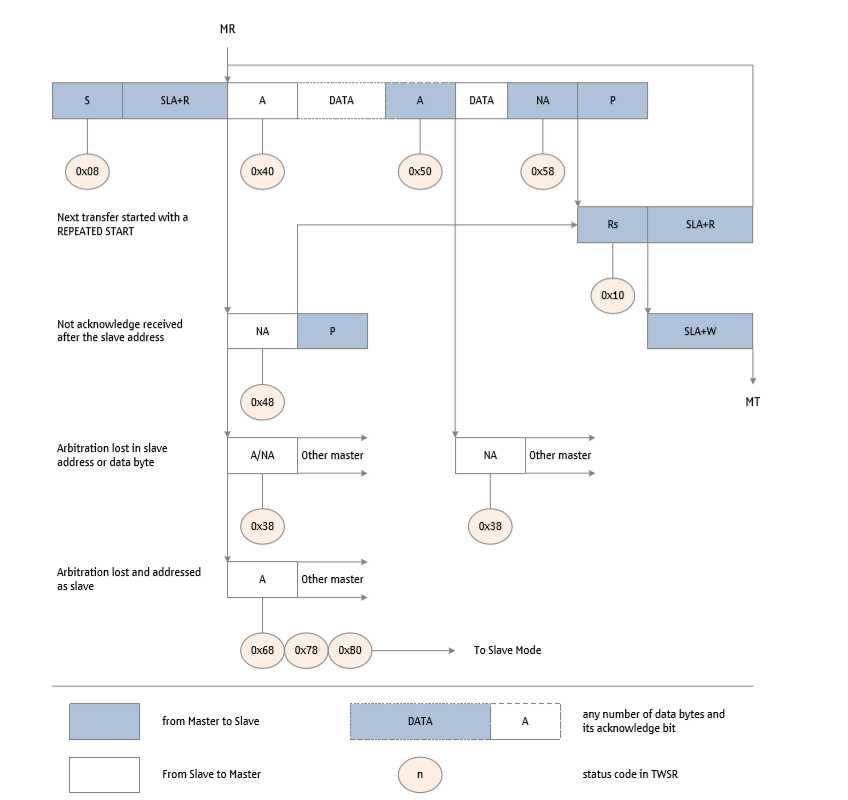 MR
S SLA+R A DATA A DATA NA P
0x08 0x40 0x50 0x58
Next transfer started with a
REPEATED START
Rs SLA+R
0x10
Not acknowledge received
after the slave address
NA P
SLA+W
0x48
MT
Arbitration lost in slave
address or data byte
A/NA Other master
NA Other master
0x38 0x38
Arbitration lost and addressed
as slave
A Other master
0x68 0x78 0xB0 To Slave Mode
from Master to Slave
DATA A
any number of data bytes and
its acknowledge bit
From Slave to Master
n
status code in TWSR